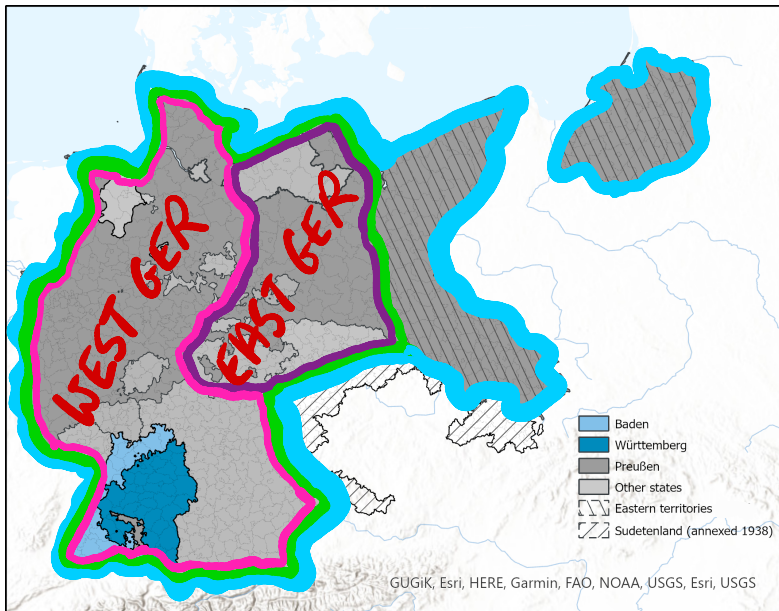 WEST GER
EAST GER
Baden
Württemberg
Preußen
Other states
Eastern territories
Sudetenland (annexed 1938)
GUGiK, Esri, HERE, Garmin, FAO, NOAA, USGS, Esri, USGS